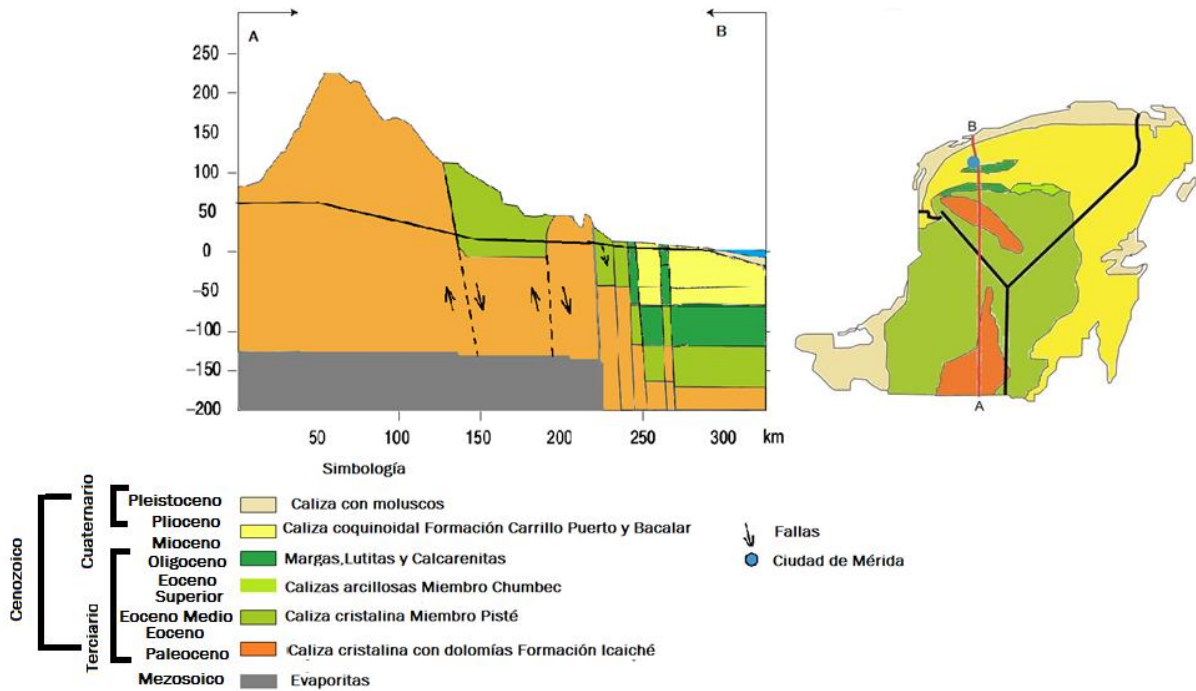 A
B
250
200
150
100
50
0
-50
-100
-150
-200
50 100 150 200 250 300 km
B
A
Simbología
Cenozoico
Cuaternario
Terciario
Pleistoceno
Caliza con moluscos
Plioceno
Caliza coquinoidal Formación Carrillo Puerto y Bacalar
Mioceno
Oligoceno
Margas,Lutitas y Calcarenitas
Eoceno
Superior
Calizas arcillosas Miembro Chumbec
Eoceno Medio
Caliza cristalina Miembro Pisté
Eoceno
Paleoceno
Caliza cristalina con dolomías Formación Icaiché
Mezosoico
Evaporitas
Fallas
Ciudad de Mérida